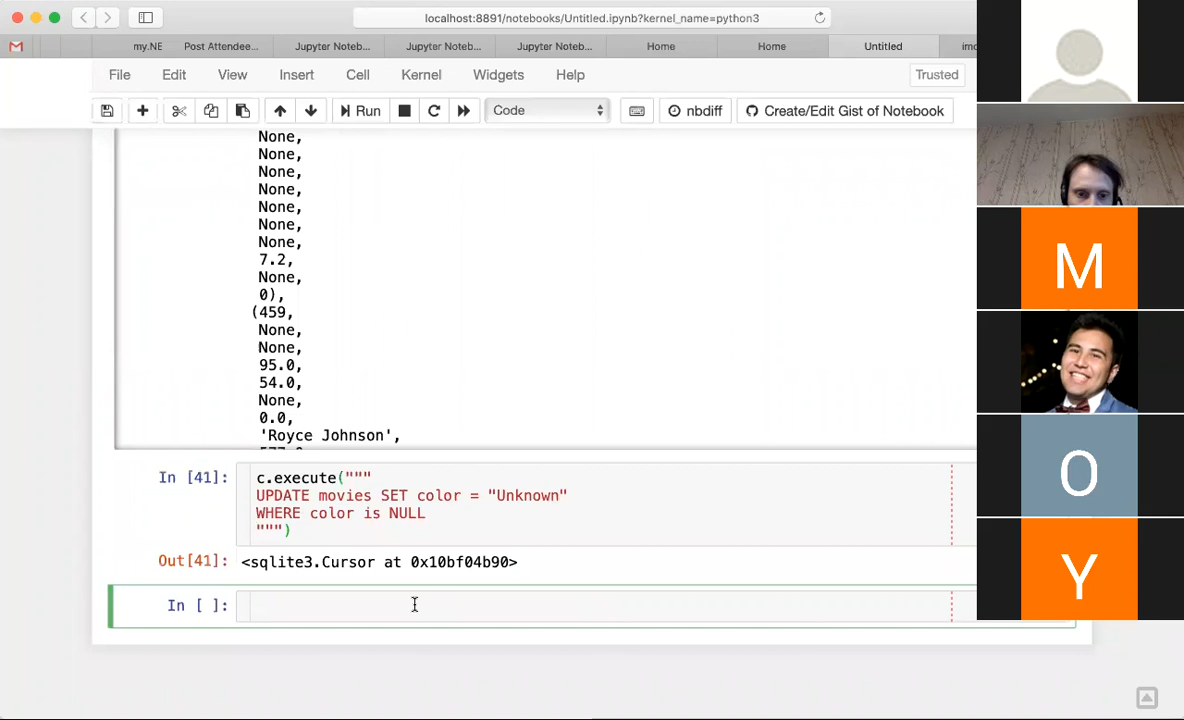 localhost:8891/notebooks/Untitled.ipynb?kernel_name=python3
my.NE Post Attendee... Jupyter Noteb... Jupyter Noteb... Jupyter Noteb... Home Home Untitled
File Edit View Insert Cell Kernel Widgets Help Trusted
Run Code nbdiff Create/Edit Gist of Notebook
None,
None,
None,
None,
None,
None,
None,
7.2,
None,
0),
(459,
None,
None,
95.0,
54.0,
None,
0.0,
'Royce Johnson',
In [41]: c.execute("""
UPDATE movies SET color = "Unknown"
WHERE color is NULL
""")
Out[41]: <sqlite3.Cursor at 0x10bf04b90>
In [ ]:
M
O
Y